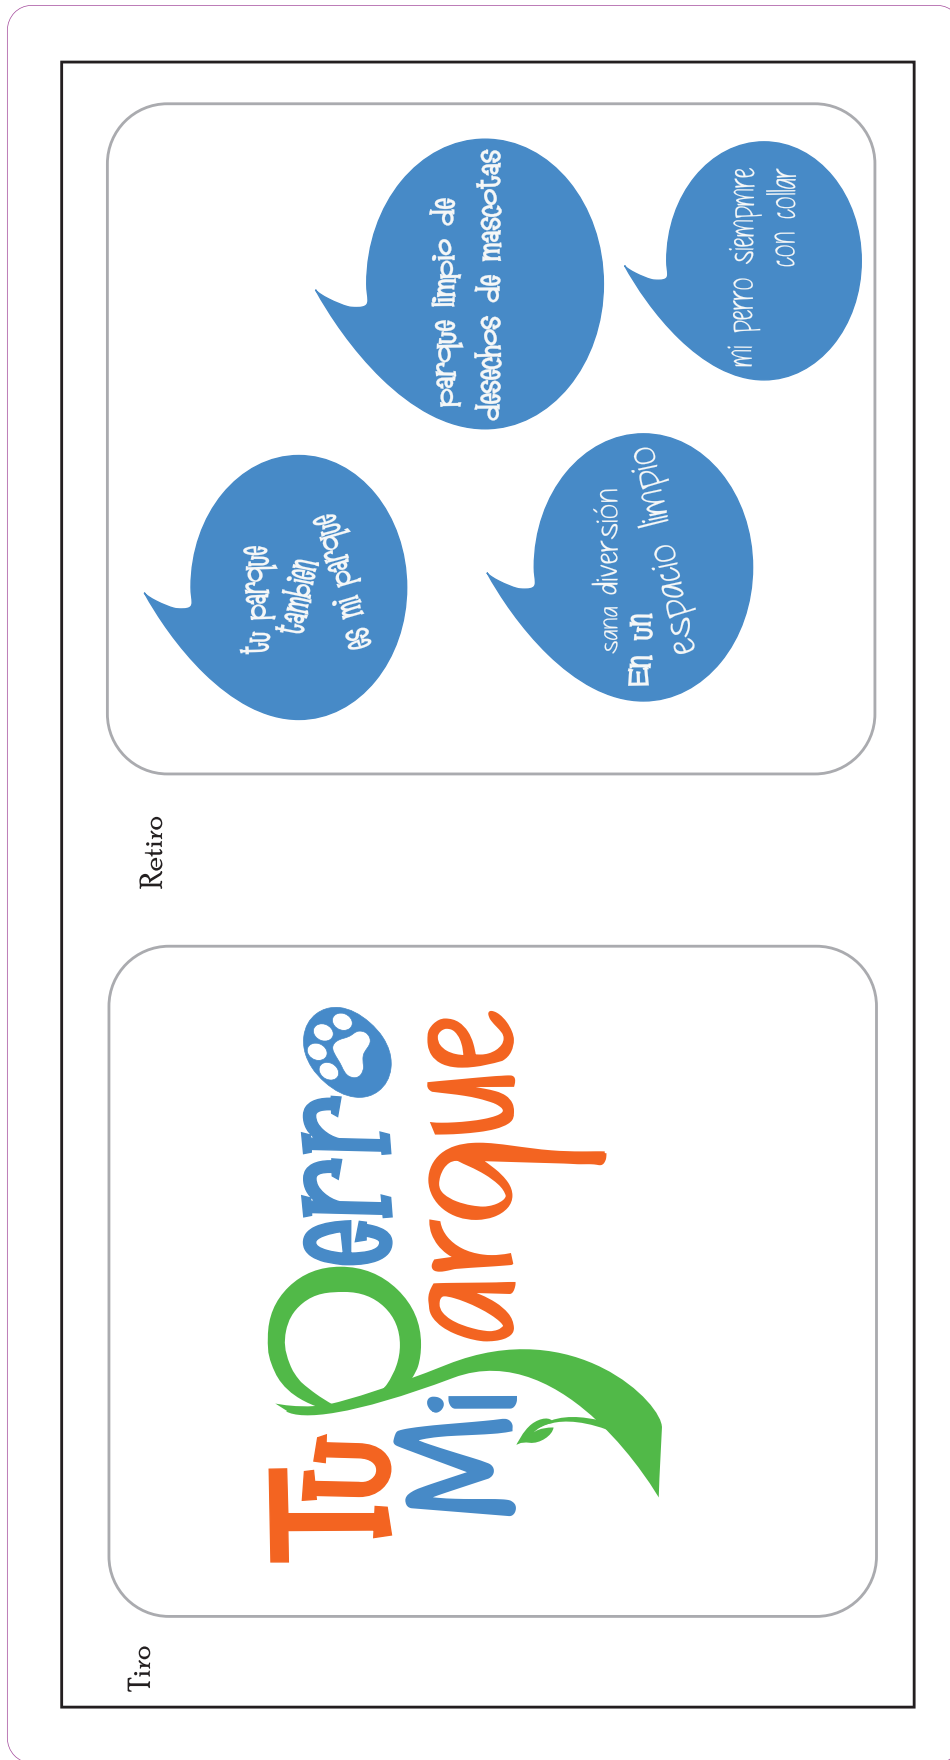 Tiro
Tu Perro
Mi Parque
Retiro
tu parque
tambien
es mi parque
parque limpio de
desechos de mascotas
sana diversión
En un
espacio limpio
mi perro siempmre
con collar